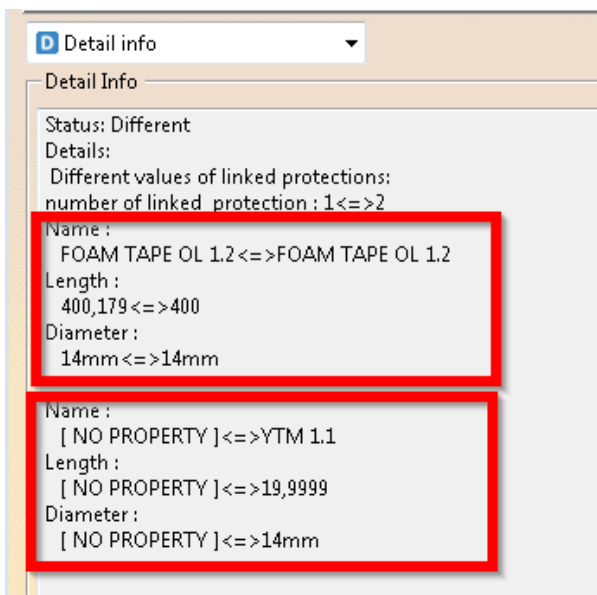 D Detail info
Detail Info
Status: Different
Details:
Different values of linked protections:
number of linked protection : 1<=>2
Name :
FOAM TAPE OL 1.2<=>FOAM TAPE OL 1.2
Length :
400,179<=>400
Diameter :
14mm<=>14mm
Name :
[ NO PROPERTY ]<=>YTM 1.1
Length :
[ NO PROPERTY ]<=>19,9999
Diameter :
[ NO PROPERTY ]<=>14mm